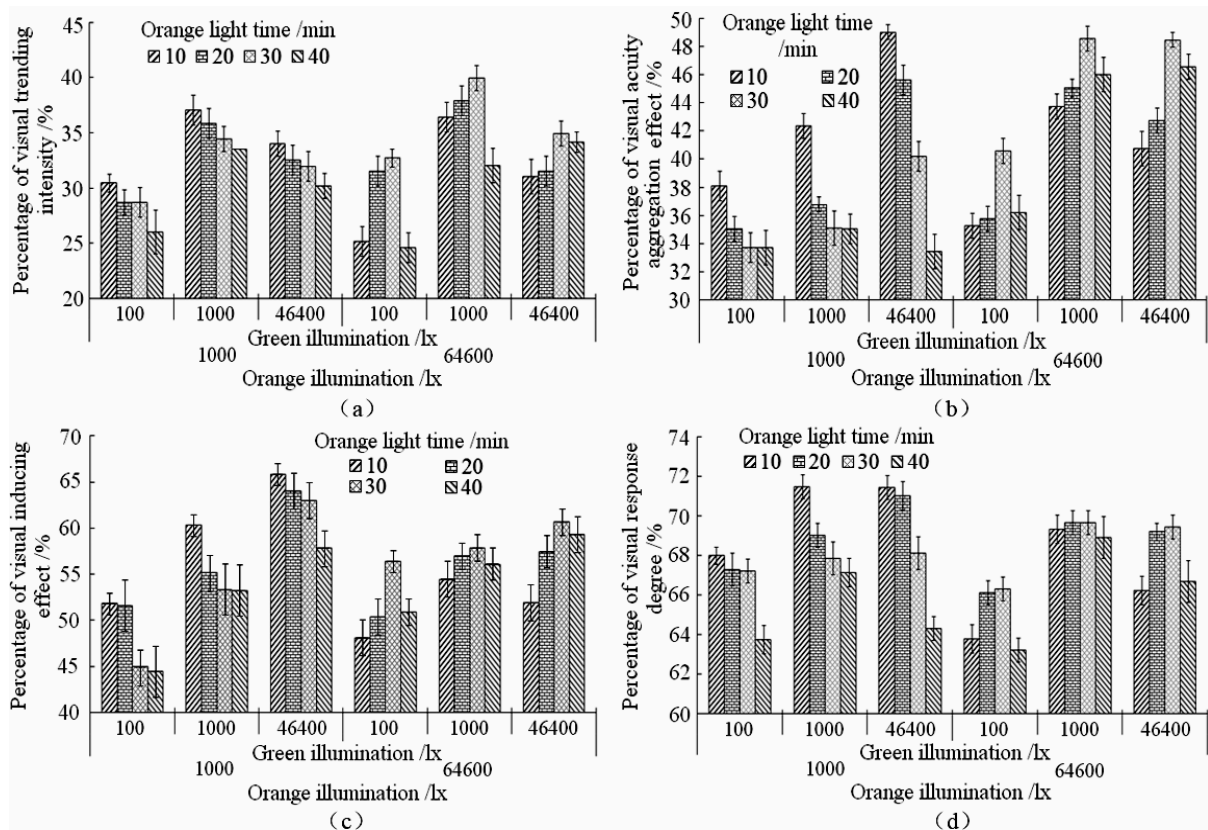 Orange light time /min
10 20 30 40
Percentage of visual trending
intensity /%
45
40
35
30
25
20
100 1000 46400 100 1000 46400
Green illumination /lx
1000 64600
Orange illumination /lx
(a)
Orange light time
/min
10 20
30 40
Percentage of visual acuity
aggregation effect /%
50
48
46
44
42
40
38
36
34
32
30
100 1000 46400 100 1000 46400
Green illumination /lx
1000 64600
Orange illumination /lx
(b)
Orange light time /min
10 20
30 40
Percentage of visual inducing
effect /%
70
65
60
55
50
45
40
100 1000 46400 100 1000 46400
Green illumination /lx
1000 64600
Orange illumination /lx
(c)
Orange light time /min
10 20 30 40
Percentage of visual response
degree /%
74
72
70
68
66
64
62
60
100 1000 46400 100 1000 46400
Green illumination /lx
1000 64600
Orange illumination /lx
(d)